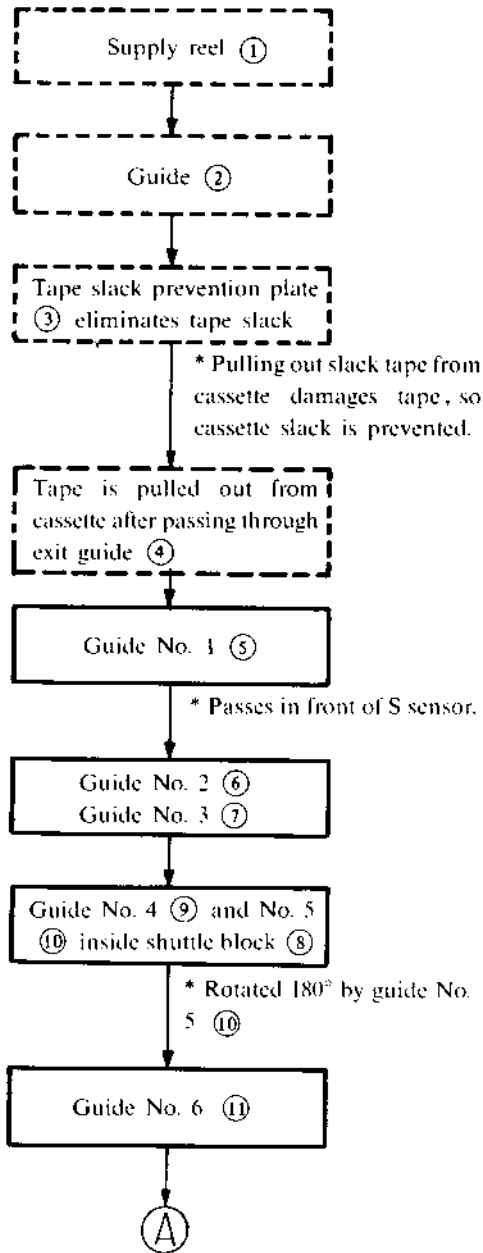 Supply reel ①
Guide ②
Tape slack prevention plate
③ eliminates tape slack
* Pulling out slack tape from
cassette damages tape, so
cassette slack is prevented.
Tape is pulled out from
cassette after passing through
exit guide ④
Guide No. 1 ⑤
* Passes in front of S sensor.
Guide No. 2 ⑥
Guide No. 3 ⑦
Guide No. 4 ⑨ and No. 5
⑩ inside shuttle block ⑧
* Rotated 180° by guide No.
5 ⑩
Guide No. 6 ⑪
Ⓐ